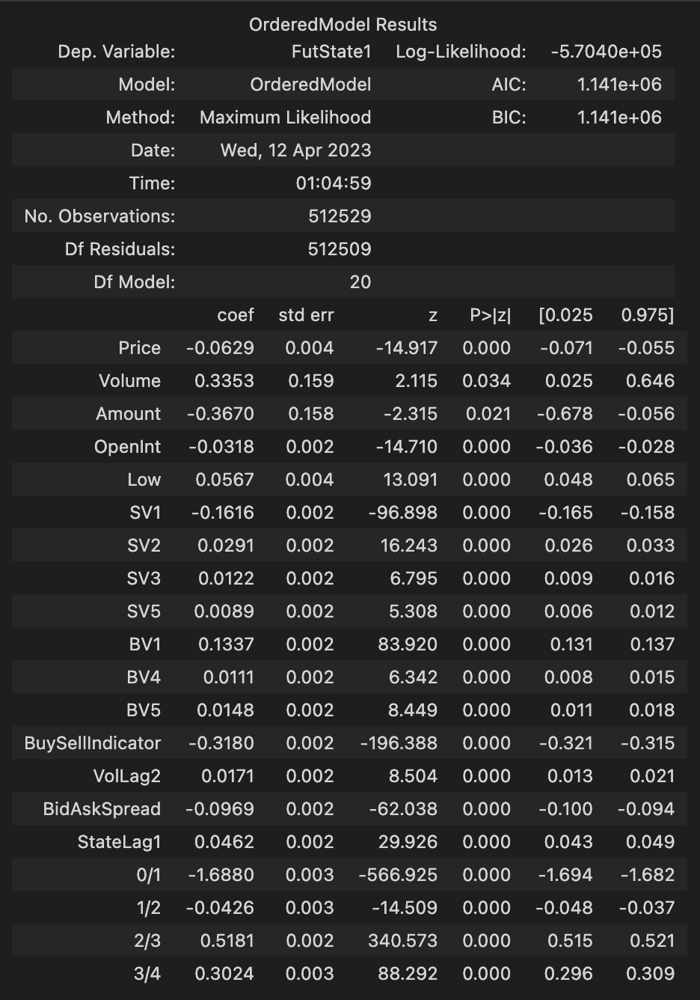 OrderedModel Results
Dep. Variable: FutState1 Log-Likelihood: -5.7040e+05
Model: OrderedModel AIC: 1.141e+06
Method: Maximum Likelihood BIC: 1.141e+06
Date: Wed, 12 Apr 2023
Time: 01:04:59
No. Observations: 512529
Df Residuals: 512509
Df Model: 20
coef std err z P>|z| [0.025 0.975]
Price -0.0629 0.004 -14.917 0.000 -0.071 -0.055
Volume 0.3353 0.159 2.115 0.034 0.025 0.646
Amount -0.3670 0.158 -2.315 0.021 -0.678 -0.056
OpenInt -0.0318 0.002 -14.710 0.000 -0.036 -0.028
Low 0.0567 0.004 13.091 0.000 0.048 0.065
SV1 -0.1616 0.002 -96.898 0.000 -0.165 -0.158
SV2 0.0291 0.002 16.243 0.000 0.026 0.033
SV3 0.0122 0.002 6.795 0.000 0.009 0.016
SV5 0.0089 0.002 5.308 0.000 0.006 0.012
BV1 0.1337 0.002 83.920 0.000 0.131 0.137
BV4 0.0111 0.002 6.342 0.000 0.008 0.015
BV5 0.0148 0.002 8.449 0.000 0.011 0.018
BuySellIndicator -0.3180 0.002 -196.388 0.000 -0.321 -0.315
VolLag2 0.0171 0.002 8.504 0.000 0.013 0.021
BidAskSpread -0.0969 0.002 -62.038 0.000 -0.100 -0.094
StateLag1 0.0462 0.002 29.926 0.000 0.043 0.049
0/1 -1.6880 0.003 -566.925 0.000 -1.694 -1.682
1/2 -0.0426 0.003 -14.509 0.000 -0.048 -0.037
2/3 0.5181 0.002 340.573 0.000 0.515 0.521
3/4 0.3024 0.003 88.292 0.000 0.296 0.309